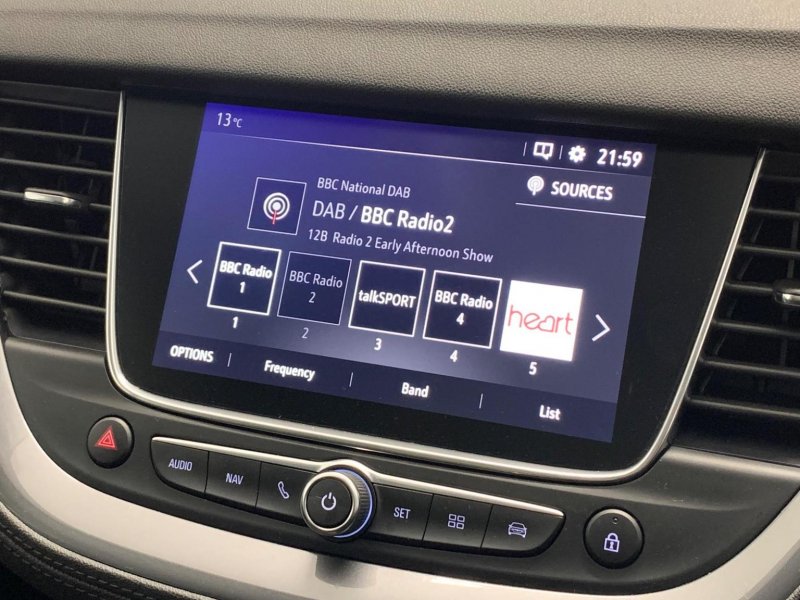 13°C
21:59
SOURCES
BBC National DAB
DAB / BBC Radio2
12B Radio 2 Early Afternoon Show
BBC Radio
1
BBC Radio
2
talkSPORT
BBC Radio
4
heart
1
2
3
4
5
OPTIONS
Frequency
Band
List
AUDIO
NAV
SET